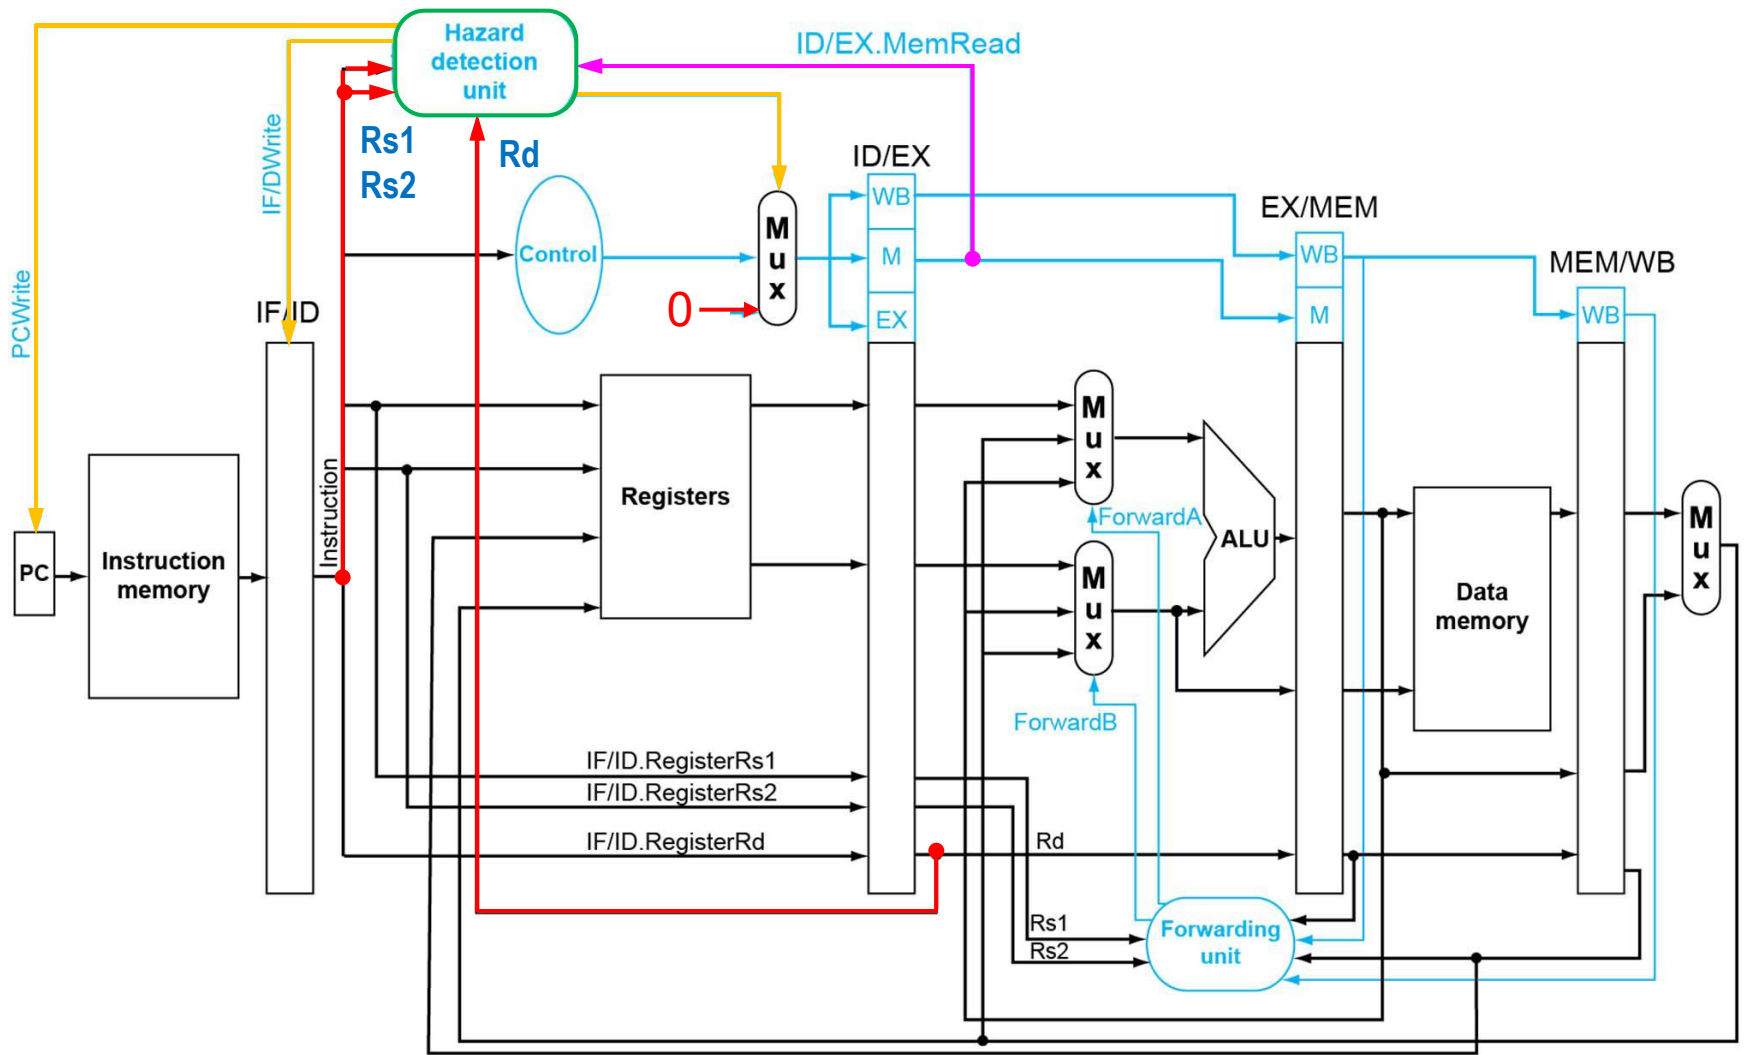 Hazard
detection
unit
ID/EX.MemRead
Rs1
Rs2
Rd
IF/DWrite
PCWrite
ID/EX
EX/MEM
MEM/WB
IF/ID
Control
0
M
u
x
WB
M
EX
WB
M
WB
PC
Instruction
memory
Instruction
Registers
M
u
x
ForwardA
M
u
x
ForwardB
ALU
Data
memory
M
u
x
IF/ID.RegisterRs1
IF/ID.RegisterRs2
IF/ID.RegisterRd
Rd
Rs1
Rs2
Forwarding
unit